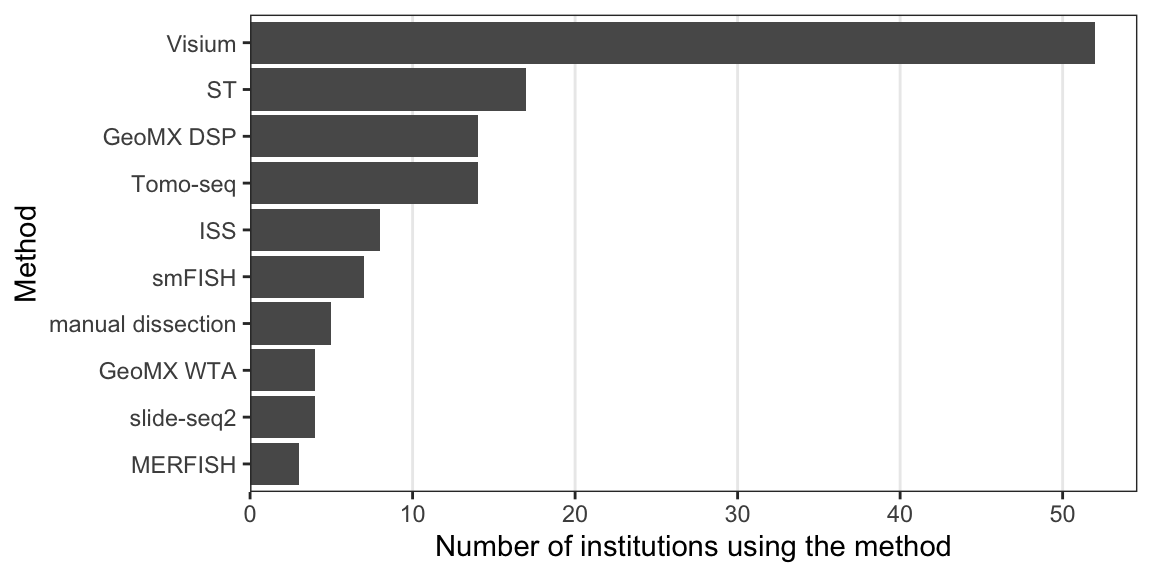 Visium
ST
GeoMX DSP
Tomo-seq
ISS
smFISH
manual dissection
GeoMX WTA
slide-seq2
MERFISH
Method
0 10 20 30 40 50
Number of institutions using the method